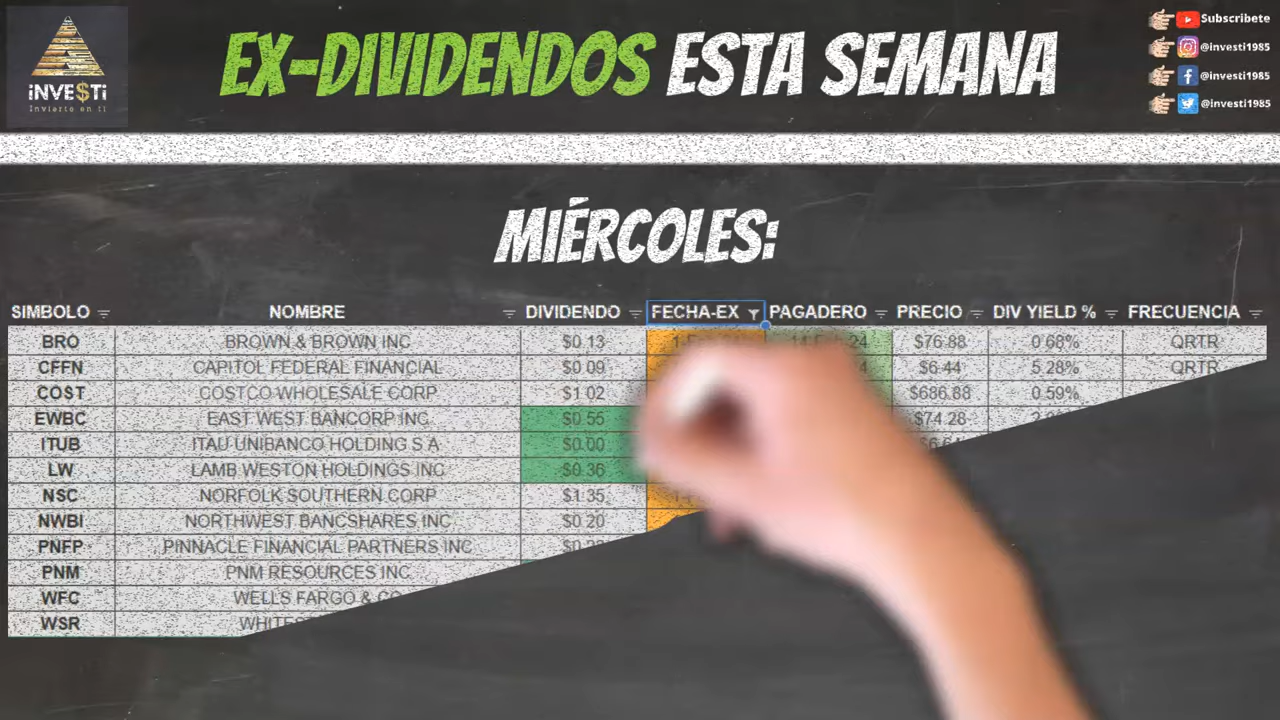 iNVE$Ti
Invierte en ti
EX-DIVIDENDOS ESTA SEMANA
Subscribete
@investi1985
@investi1985
@investi1985
MIÉRCOLES:
SIMBOLO NOMBRE DIVIDENDO FECHA-EX PAGADERO PRECIO DIV YIELD % FRECUENCIA
BRO BROWN & BROWN INC $0.13 $76.88 0.68% QRTR
CFFN CAPITOL FEDERAL FINANCIAL $0.09 $6.44 5.28% QRTR
COST COSTCO WHOLESALE CORP $1.02 $686.88 0.59%
EWBC EAST WEST BANCORP INC $0.55 $74.28
ITUB ITAU UNIBANCO HOLDING S A $0.00
LW LAMB WESTON HOLDINGS INC $0.36
NSC NORFOLK SOUTHERN CORP $1.35
NWBI NORTHWEST BANCSHARES INC $0.20
PNFP PINNACLE FINANCIAL PARTNERS INC
PNM PNM RESOURCES INC
WFC WELLS FARGO &
WSR